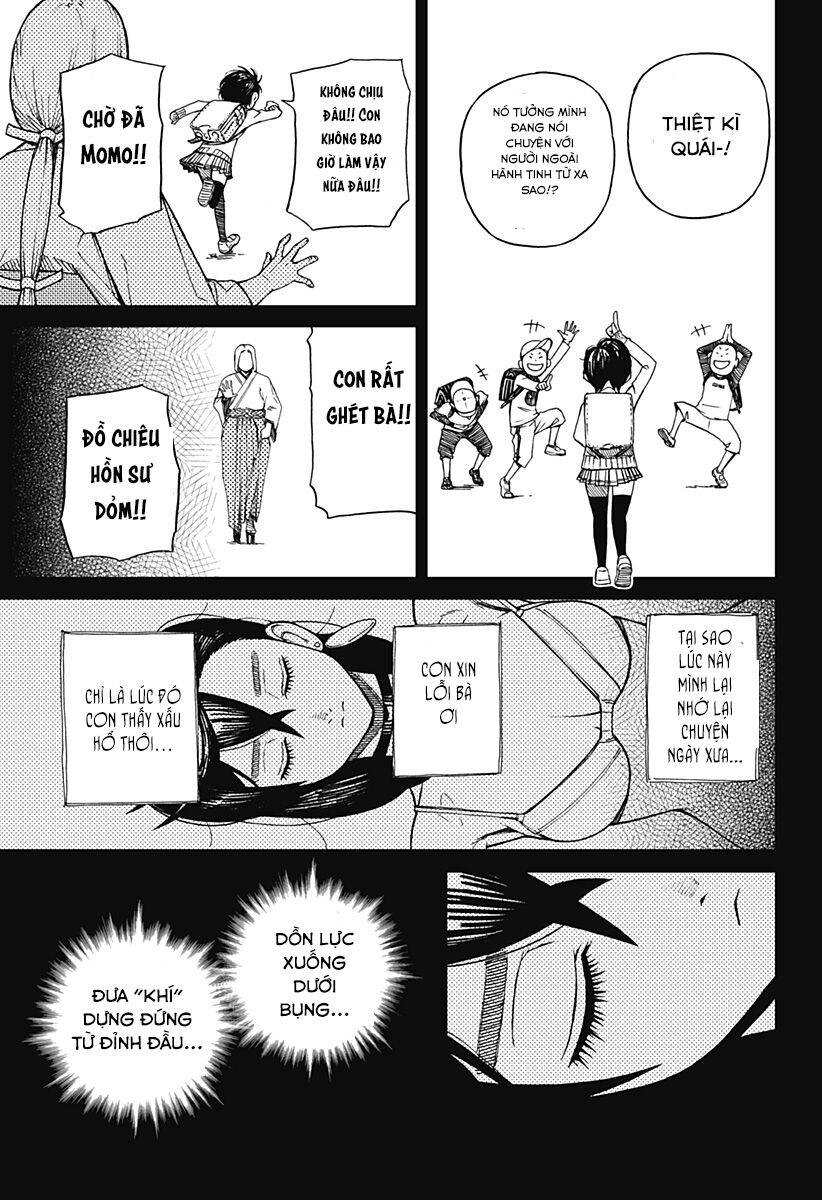 THIỆT KÌ
QUÁI-!
NÓ TƯỞNG MÌNH
ĐANG NÓI
CHUYỆN VỚI
NGƯỜI NGOÀI
HÀNH TINH TỪ XA
SAO!?
KHÔNG CHỊU
ĐÂU!! CON
KHÔNG BAO
GIỜ LÀM VẬY
NỮA ĐÂU!!
CHỜ ĐÃ
MOMO!!
CON RẤT
GHÉT BÀ!!
ĐỒ CHIÊU
HỒN SƯ
DỎM!!
TẠI SAO
LÚC NÀY
MÌNH LẠI
NHỚ LẠI
CHUYỆN
NGÀY XƯA...
CON XIN
LỖI BÀ
ƠI
CHỈ LÀ LÚC ĐÓ
CON THẤY XẤU
HỔ THÔI...
DỒN LỰC
XUỐNG
DƯỚI
BỤNG...
ĐƯA "KHÍ"
DỰNG ĐỨNG
TỪ ĐỈNH ĐẦU...